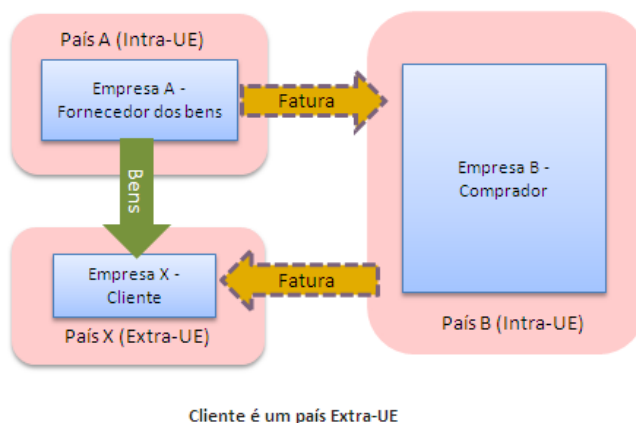 País A (Intra-UE)
Empresa A -
Fornecedor dos bens
Fatura
Bens
Empresa B -
Comprador
Empresa X -
Cliente
Fatura
País X (Extra-UE)
País B (Intra-UE)
Cliente é um país Extra-UE